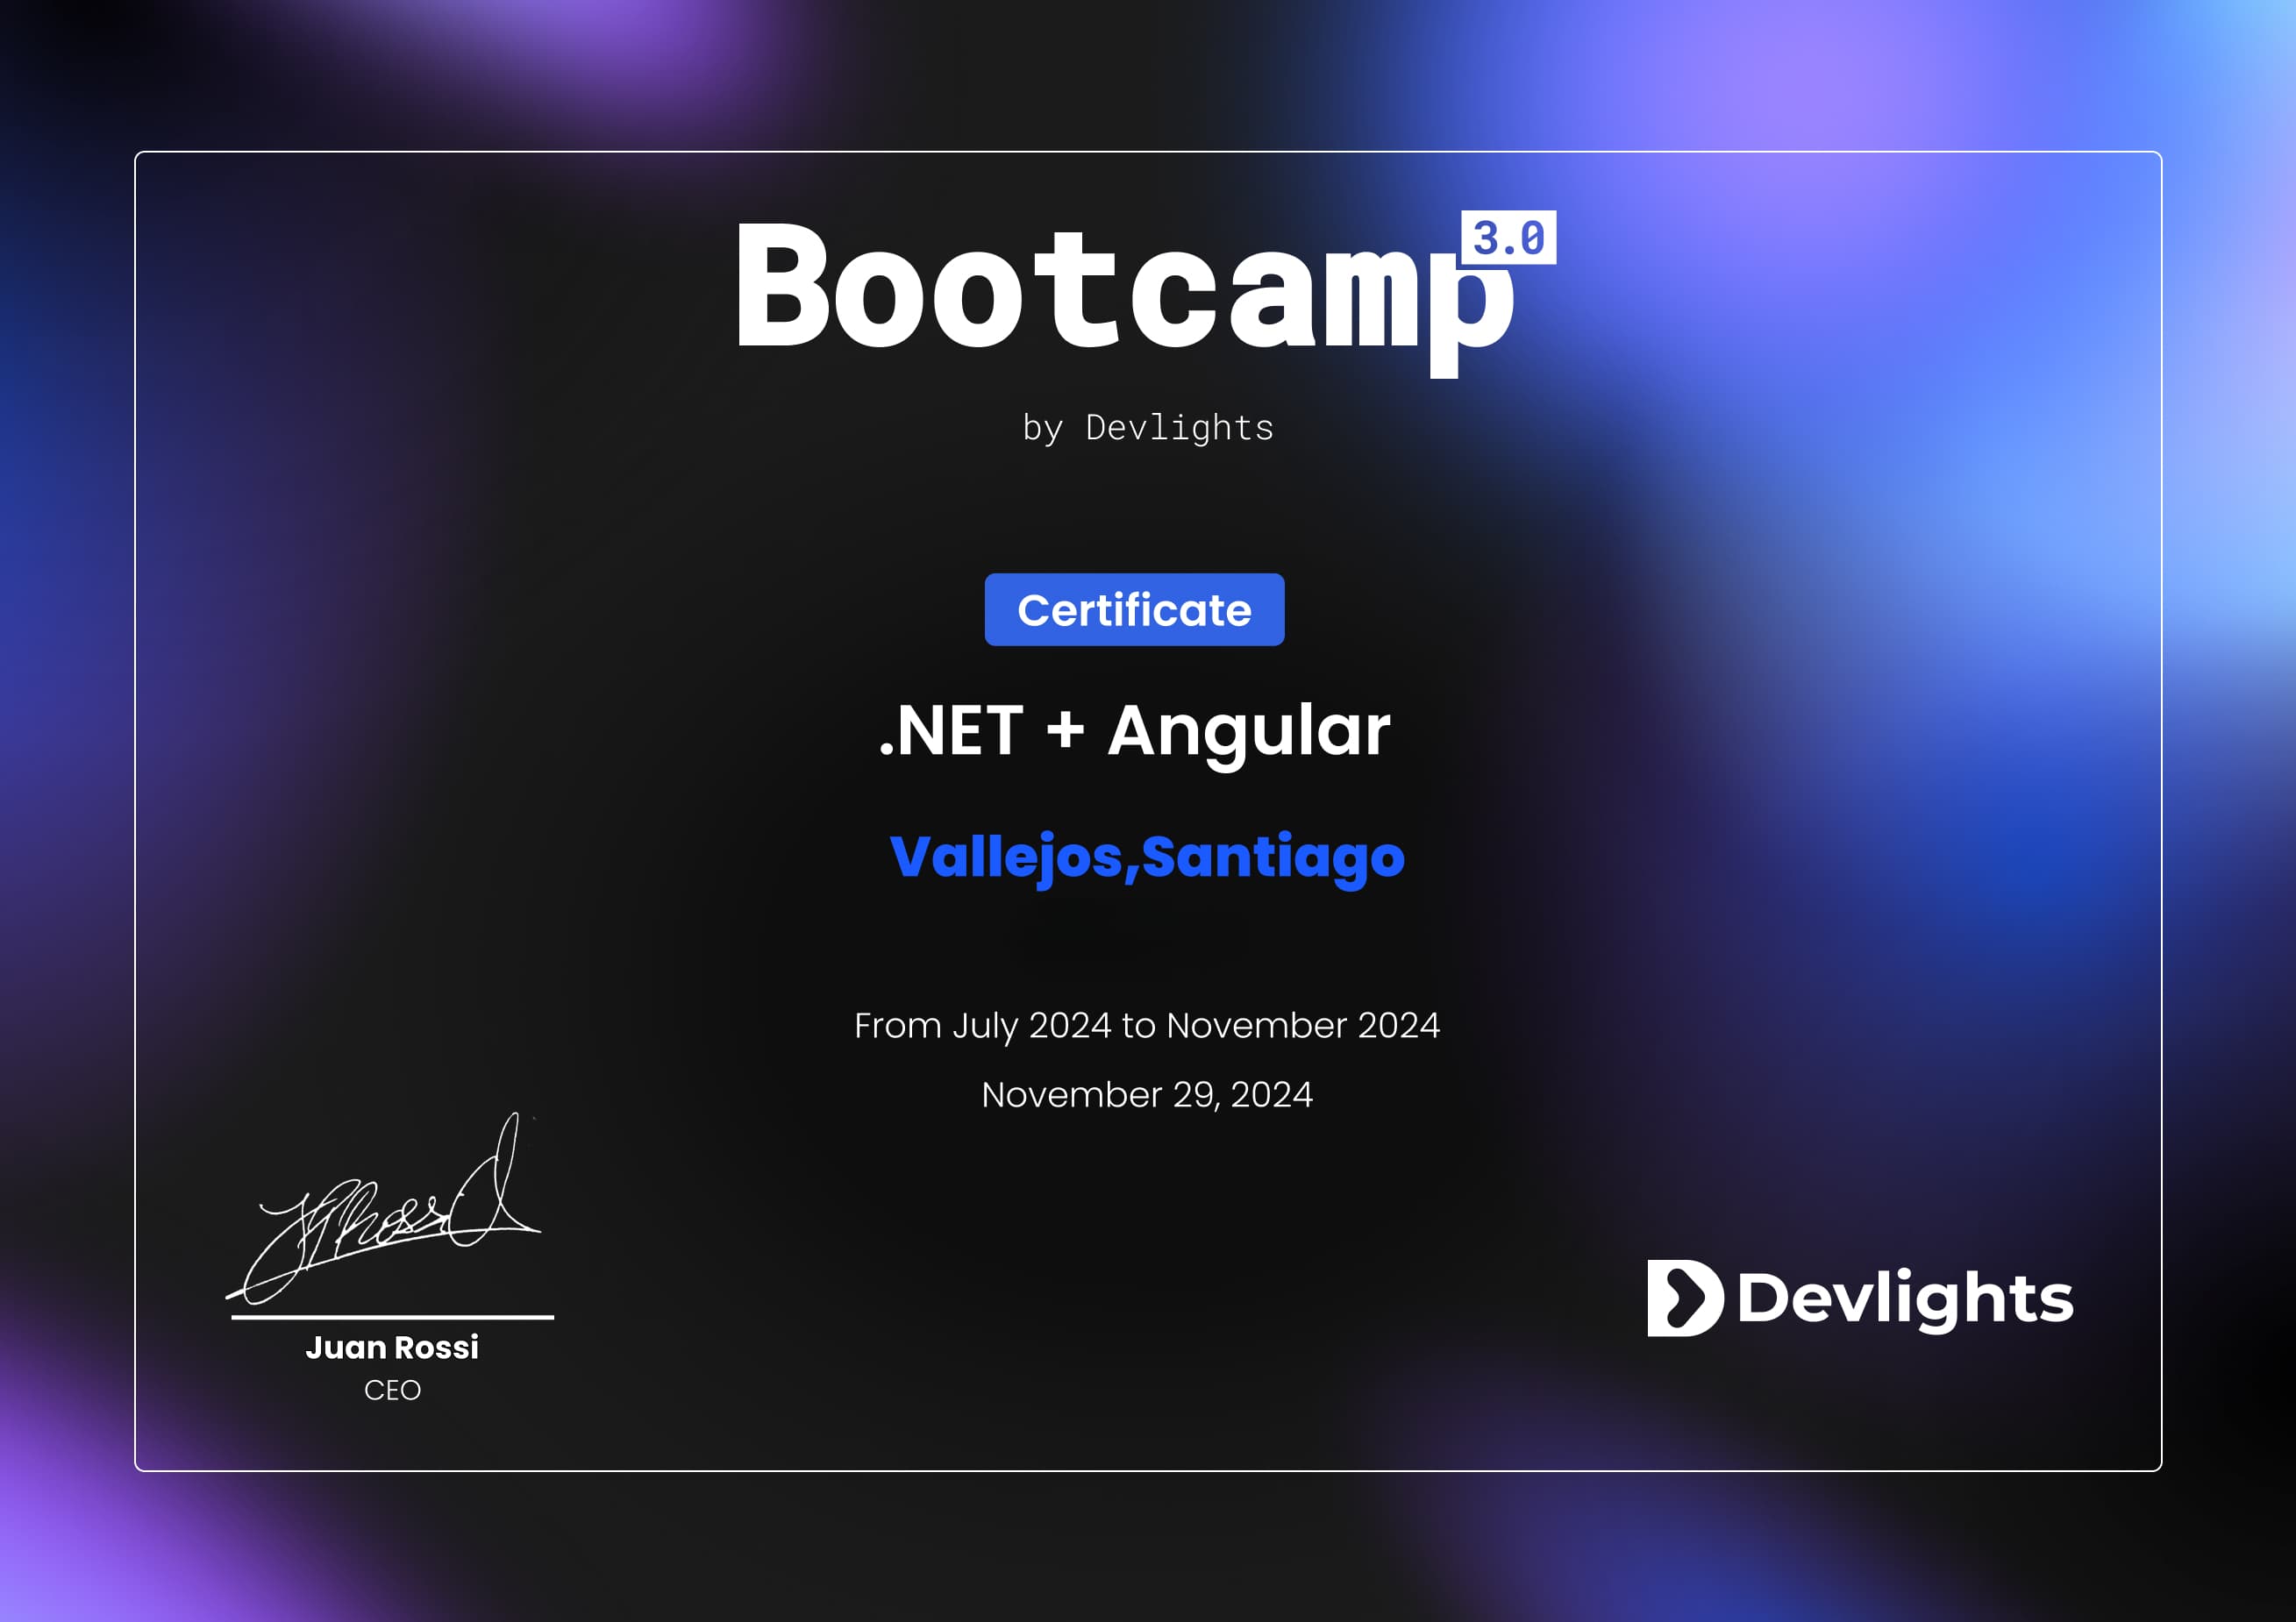 Bootcamp 3.0
by Devlights
Certificate
.NET + Angular
Vallejos,Santiago
From July 2024 to November 2024
November 29, 2024
Juan Rossi
CEO
Devlights